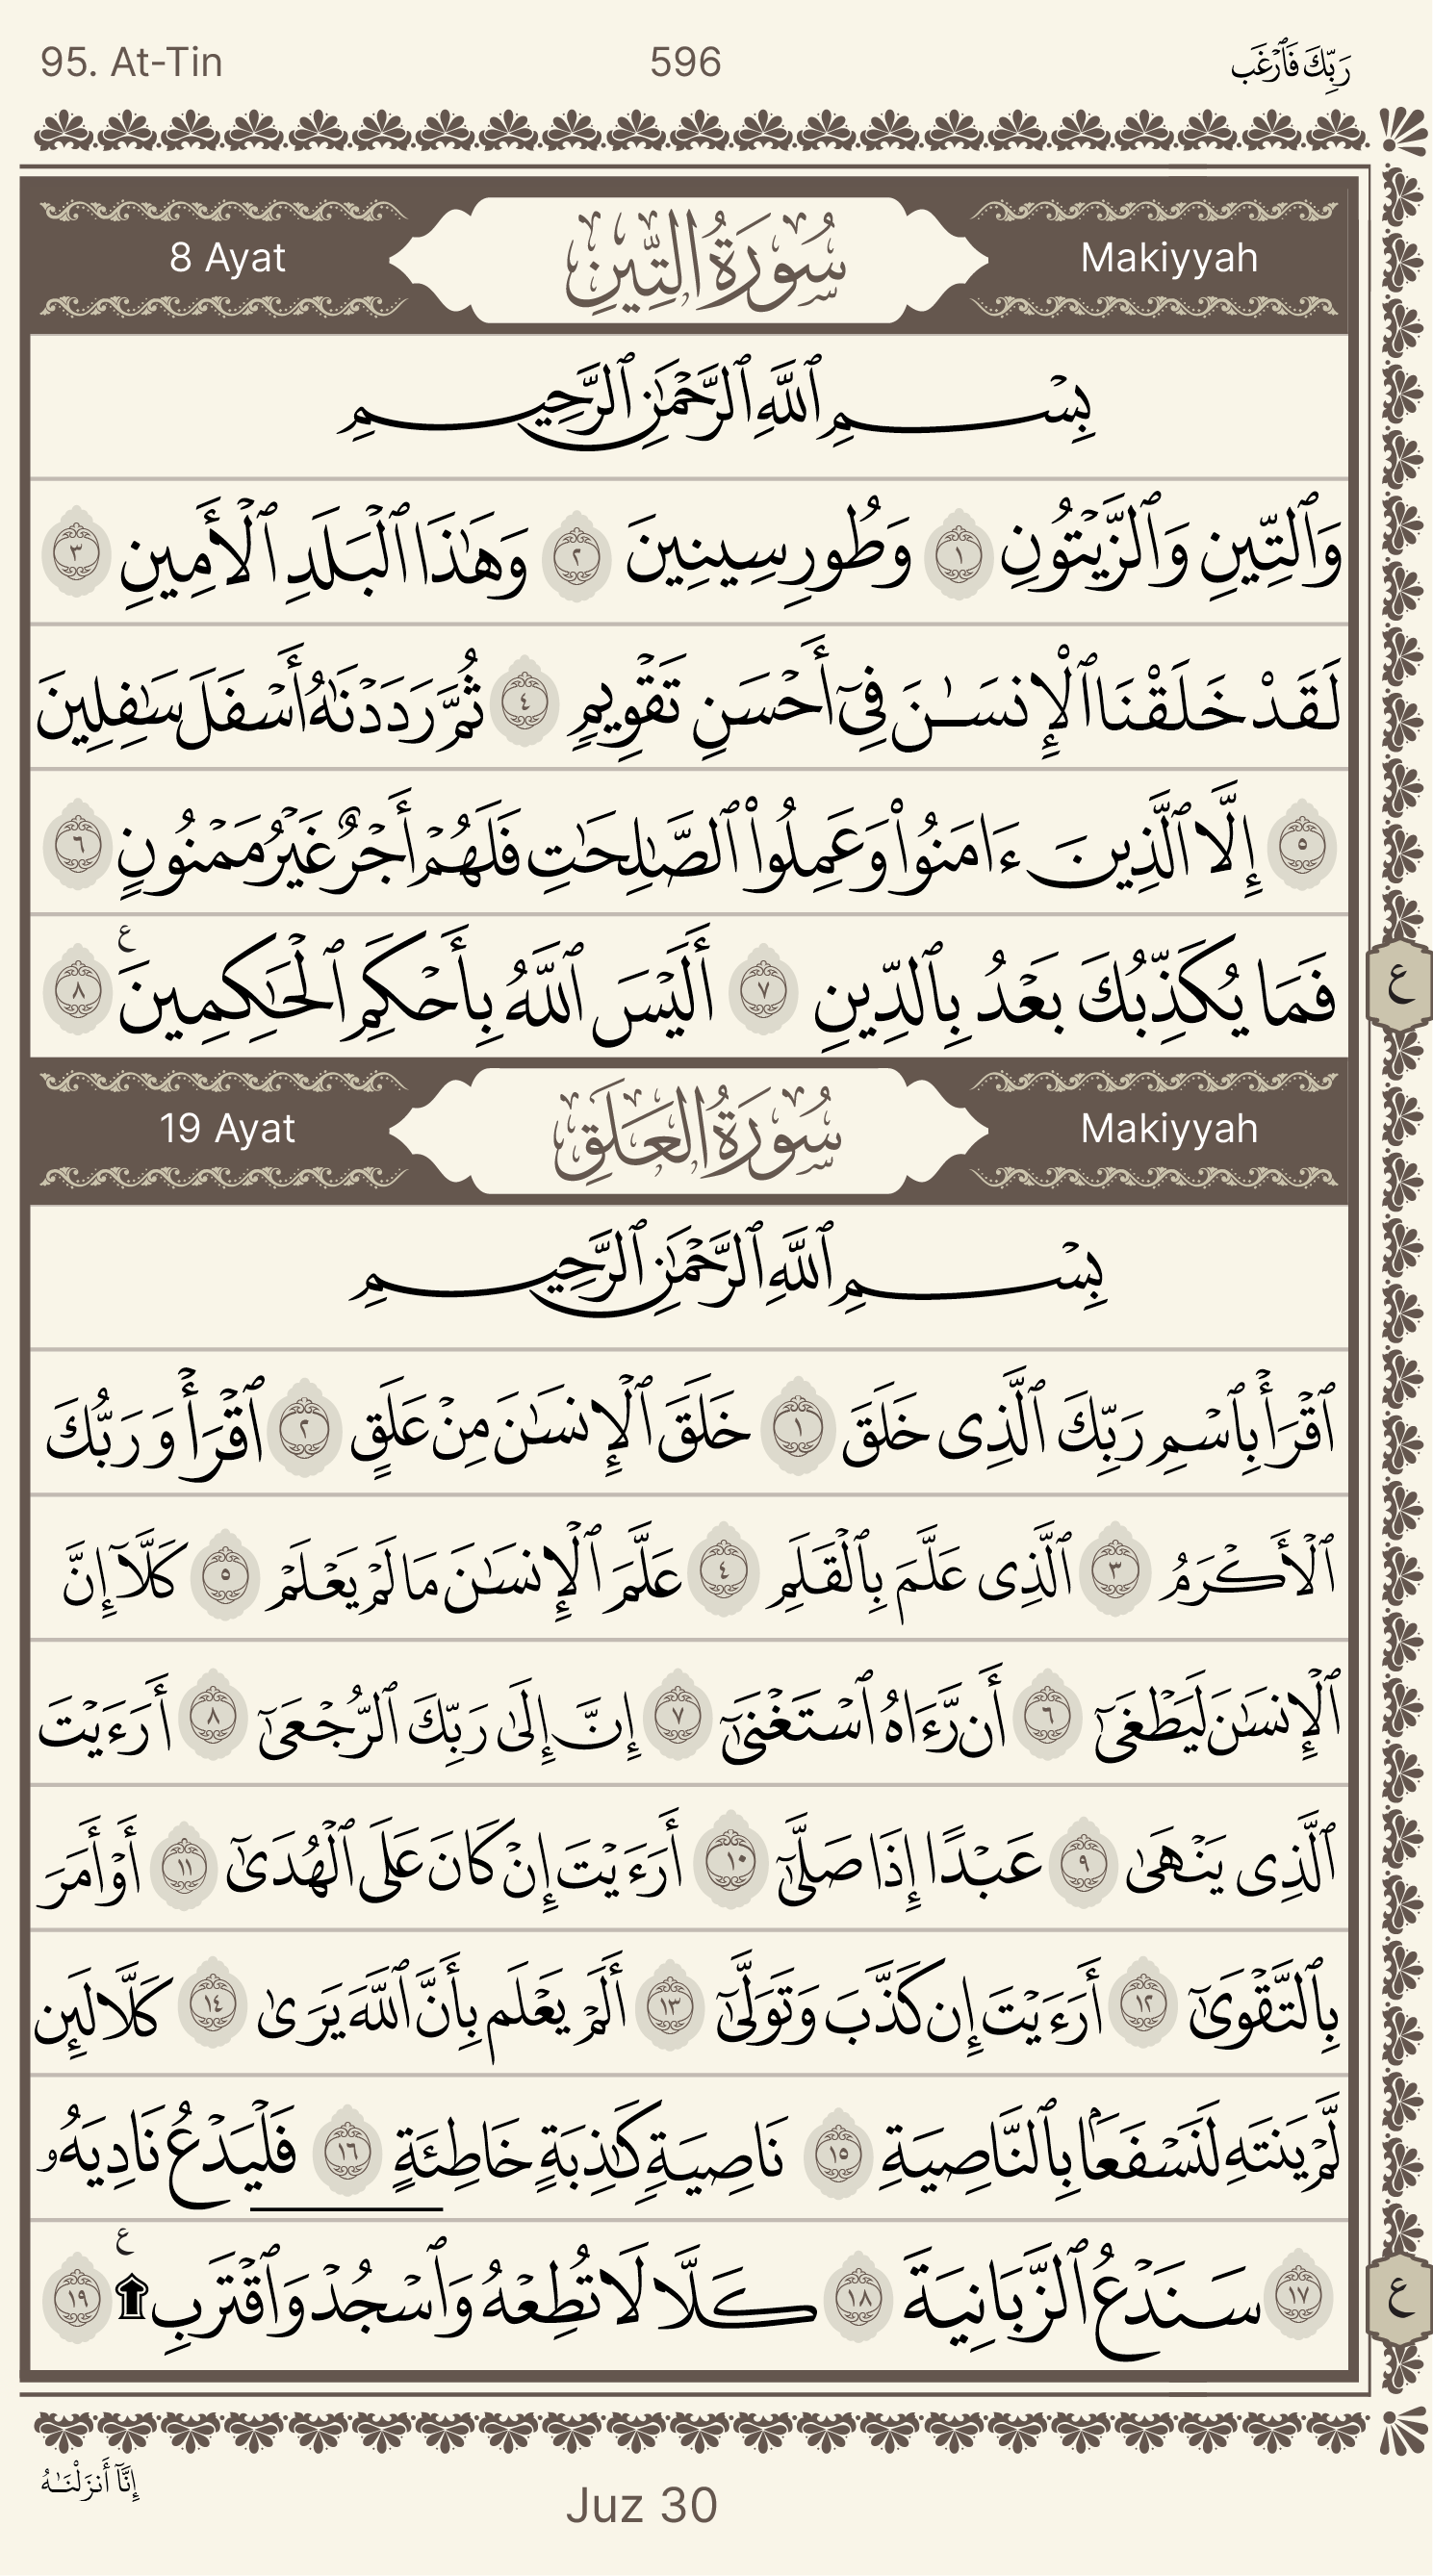 95. At-Tin 596 رَبِّكَ فَٱرْغَب
8 Ayat سُورَةُ التِّينِ Makiyyah
بِسْمِ ٱللَّهِ ٱلرَّحْمَٰنِ ٱلرَّحِيمِ
وَٱلتِّينِ وَٱلزَّيْتُونِ ١ وَطُورِ سِينِينَ ٢ وَهَٰذَا ٱلْبَلَدِ ٱلْأَمِينِ ٣
لَقَدْ خَلَقْنَا ٱلْإِنسَٰنَ فِىٓ أَحْسَنِ تَقْوِيمٍ ٤ ثُمَّ رَدَدْنَٰهُ أَسْفَلَ سَٰفِلِينَ
٥ إِلَّا ٱلَّذِينَ ءَامَنُوا۟ وَعَمِلُوا۟ ٱلصَّٰلِحَٰتِ فَلَهُمْ أَجْرٌ غَيْرُ مَمْنُونٍ ٦
فَمَا يُكَذِّبُكَ بَعْدُ بِٱلدِّينِ ٧ أَلَيْسَ ٱللَّهُ بِأَحْكَمِ ٱلْحَٰكِمِينَ ع ٨ ع
19 Ayat سُورَةُ العَلَقِ Makiyyah
بِسْمِ ٱللَّهِ ٱلرَّحْمَٰنِ ٱلرَّحِيمِ
ٱقْرَأْ بِٱسْمِ رَبِّكَ ٱلَّذِى خَلَقَ ١ خَلَقَ ٱلْإِنسَٰنَ مِنْ عَلَقٍ ٢ ٱقْرَأْ وَرَبُّكَ
ٱلْأَكْرَمُ ٣ ٱلَّذِى عَلَّمَ بِٱلْقَلَمِ ٤ عَلَّمَ ٱلْإِنسَٰنَ مَا لَمْ يَعْلَمْ ٥ كَلَّآ إِنَّ
ٱلْإِنسَٰنَ لَيَطْغَىٰٓ ٦ أَن رَّءَاهُ ٱسْتَغْنَىٰٓ ٧ إِنَّ إِلَىٰ رَبِّكَ ٱلرُّجْعَىٰٓ ٨ أَرَءَيْتَ
ٱلَّذِى يَنْهَىٰ ٩ عَبْدًا إِذَا صَلَّىٰٓ ١٠ أَرَءَيْتَ إِنْ كَانَ عَلَى ٱلْهُدَىٰٓ ١١ أَوْ أَمَرَ
بِٱلتَّقْوَىٰٓ ١٢ أَرَءَيْتَ إِن كَذَّبَ وَتَوَلَّىٰٓ ١٣ أَلَمْ يَعْلَم بِأَنَّ ٱللَّهَ يَرَىٰ ١٤ كَلَّا لَئِن
لَّمْ يَنتَهِ لَنَسْفَعًۢا بِٱلنَّاصِيَةِ ١٥ نَاصِيَةٍ كَٰذِبَةٍ خَاطِئَةٍ ١٦ فَلْيَدْعُ نَادِيَهُۥ
١٧ سَنَدْعُ ٱلزَّبَانِيَةَ ١٨ كَلَّا لَا تُطِعْهُ وَٱسْجُدْ وَٱقْتَرِب ۩ ع ١٩ ع
إِنَّآ أَنزَلْنَٰهُ
Juz 30